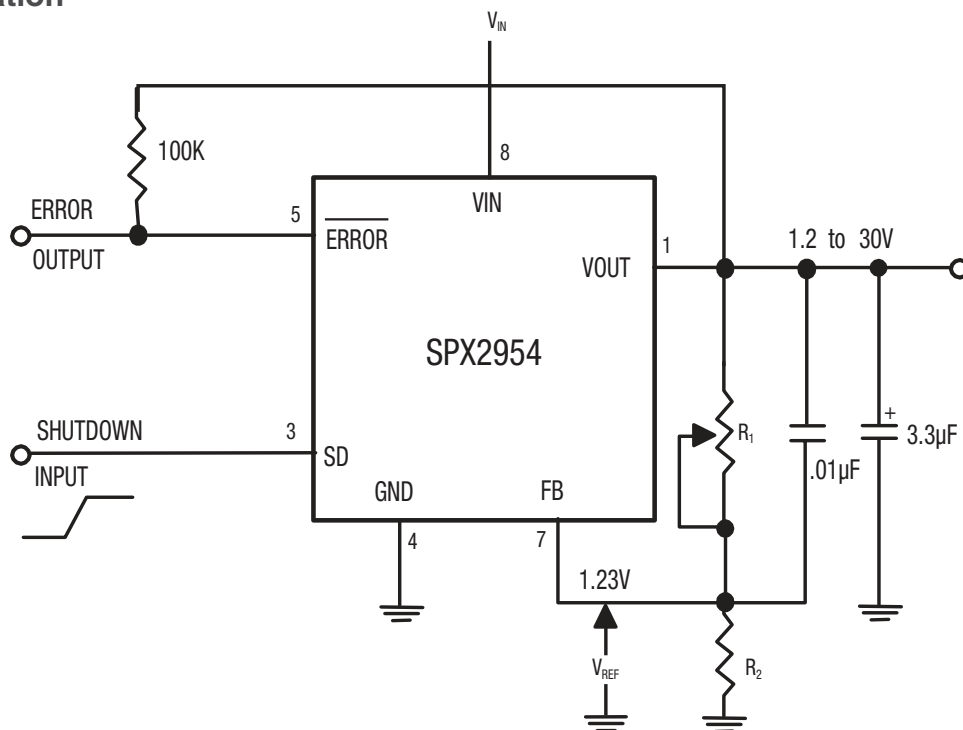 V_IN
100K
8
VIN
ERROR
OUTPUT
5
ERROR
1
1.2 to 30V
VOUT
SPX2954
SHUTDOWN
INPUT
3
SD
GND
FB
4
7
R₁
.01µF
+
3.3µF
1.23V
V_REF
R₂